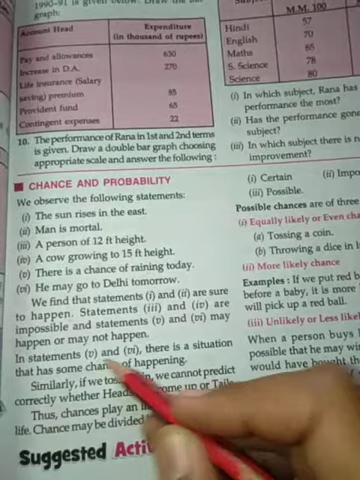 1990-91 is given below. Draw the bar
graph:
Account Head
Expenditure
(in thousand of rupees)
Pay and allowances 630
Increase in D.A. 270
Life insurance (Salary
saving) premium 85
Provident fund 65
Contingent expenses 22
10. The performance of Rana in 1st and 2nd terms
is given. Draw a double bar graph choosing
appropriate scale and answer the following :
CHANCE AND PROBABILITY
We observe the following statements:
(i) The sun rises in the east.
(ii) Man is mortal.
(iii) A person of 12 ft height.
(iv) A cow growing to 15 ft height.
(v) There is a chance of raining today.
(vi) He may go to Delhi tomorrow.
We find that statements (i) and (ii) are sure
to happen. Statements (iii) and (iv) are
impossible and statements (v) and (vi) may
happen or may not happen.
In statements (v) and (vi), there is a situation
that has some chance of happening.
Similarly, if we toss coin, we cannot predict
correctly whether Heads come up or Tails
Thus, chances play an
life. Chance may be divided
Suggested
M.M. 100
Hindi 57
English 70
Maths 65
S. Science 78
Science 80
(i) In which subject, Rana has
performance the most?
(ii) Has the performance gone
subject?
(iii) In which subject there is no
improvement?
(i) Certain (ii)
(iii) Possible.
Possible chances are of three
(i) Equally likely or Even
(a) Tossing a coin.
(b) Throwing a dice in
(ii) More likely chance
Examples : If we put red
before a baby, it is more
will pick up a red ball.
(iii) Unlikely or Less
When a person buys
possible that he may
would have bought